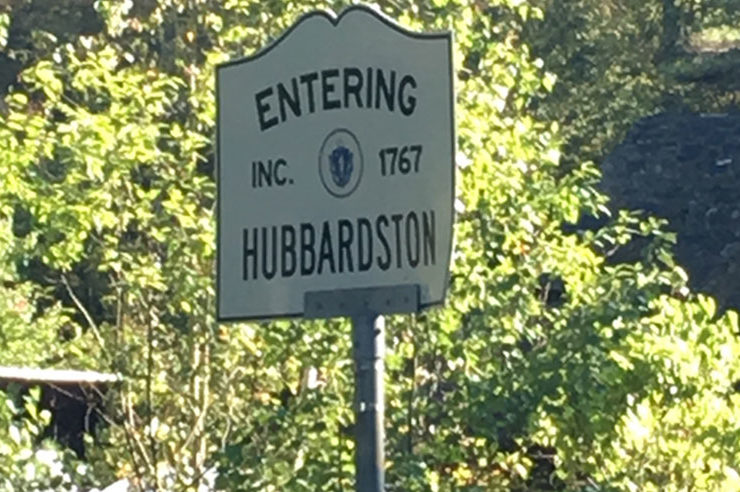 ENTERING
INC. 1767
HUBBARDSTON